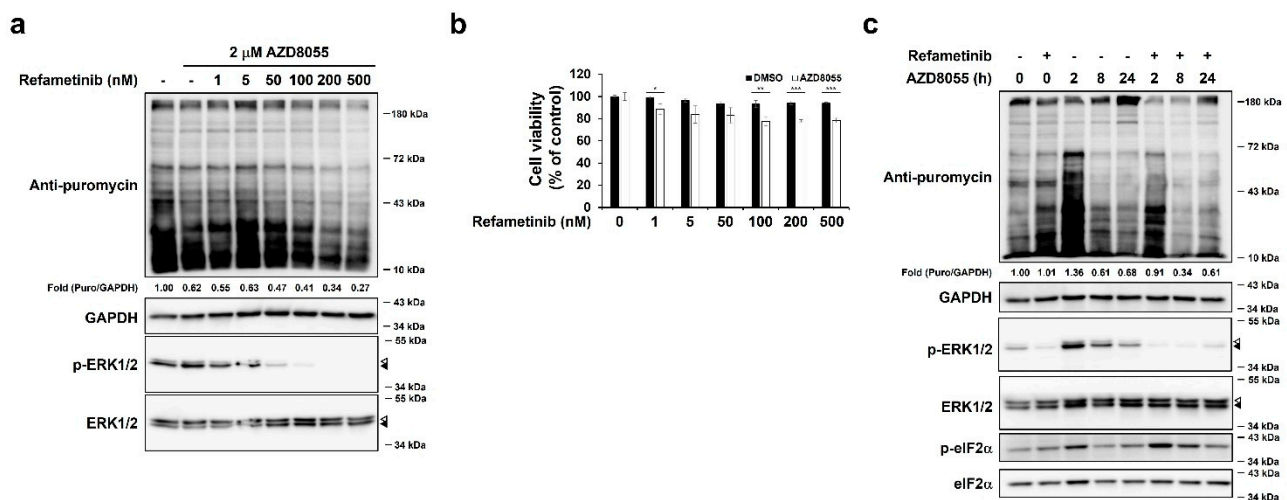 a
2 μM AZD8055
Refametinib (nM) - - 1 5 50 100 200 500
Anti-puromycin
– 180 kDa
– 72 kDa
– 43 kDa
– 10 kDa
Fold (Puro/GAPDH) 1.00 0.62 0.55 0.63 0.47 0.41 0.34 0.27
GAPDH
– 43 kDa
– 34 kDa
p-ERK1/2
– 55 kDa
– 34 kDa
ERK1/2
– 55 kDa
– 34 kDa
b
Cell viability
(% of control)
120
100
80
60
40
20
0
DMSO AZD8055
* ** *** ***
Refametinib (nM) 0 1 5 50 100 200 500
c
Refametinib - + - - - + + +
AZD8055 (h) 0 0 2 8 24 2 8 24
Anti-puromycin
–180 kDa
– 72 kDa
– 43 kDa
– 10 kDa
Fold (Puro/GAPDH) 1.00 1.01 1.36 0.61 0.68 0.91 0.34 0.61
GAPDH
– 43 kDa
– 34 kDa
p-ERK1/2
– 55 kDa
– 34 kDa
ERK1/2
– 55 kDa
– 34 kDa
p-eIF2α
– 43 kDa
– 34 kDa
eIF2α
– 43 kDa
– 34 kDa